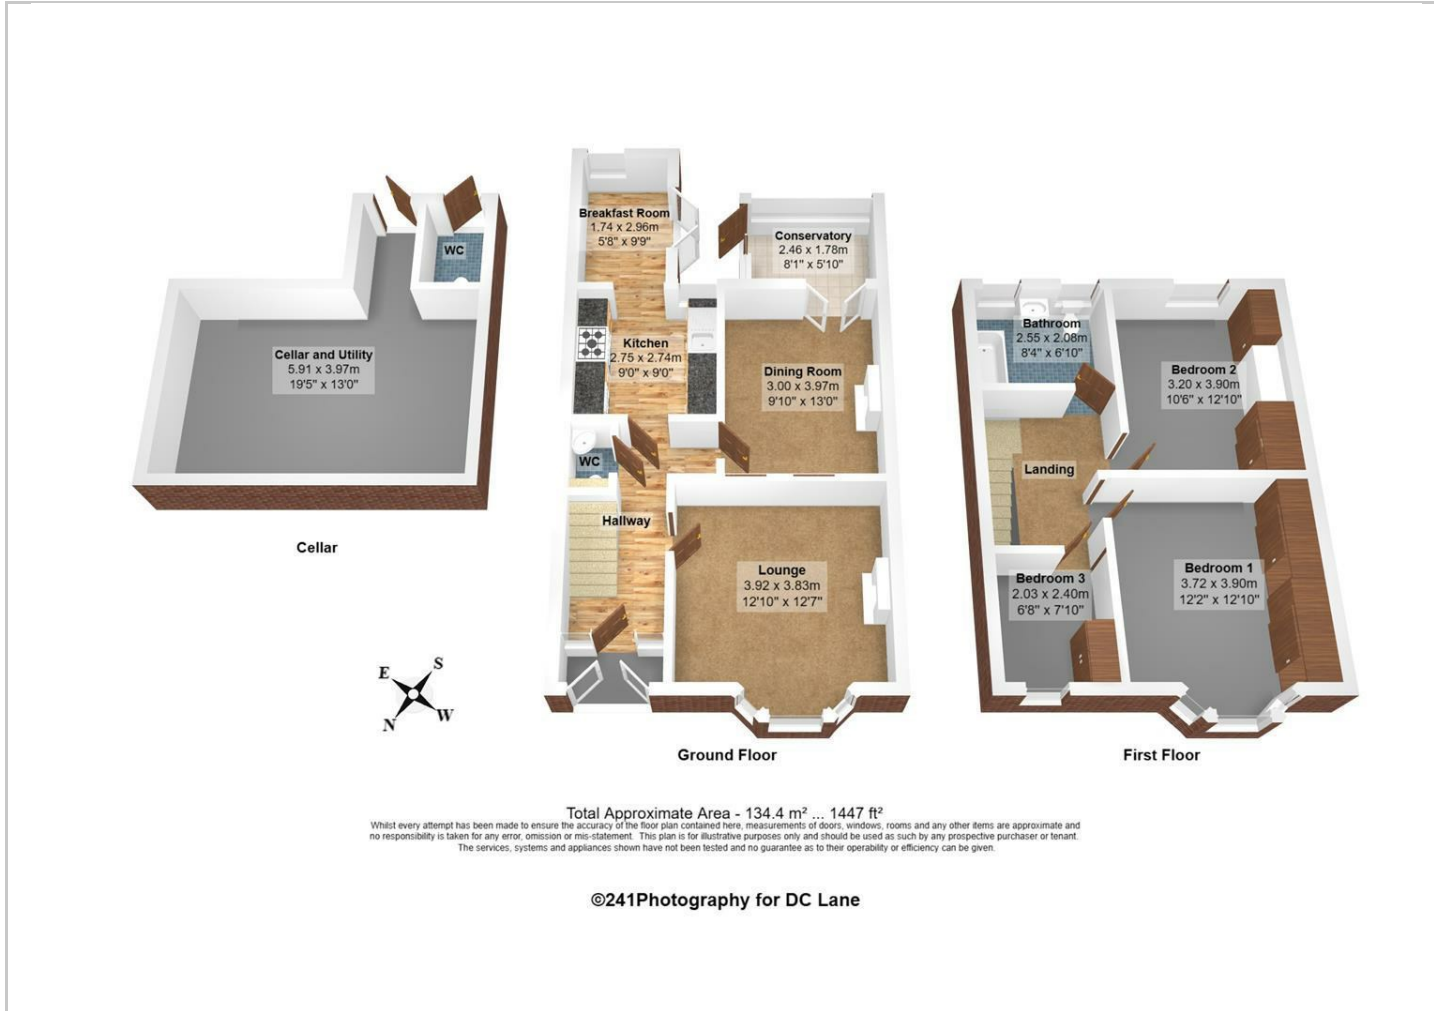 WC
Cellar and Utility
5.91 x 3.97m
19'5" x 13'0"
Cellar
Breakfast Room
1.74 x 2.96m
5'8" x 9'9"
Conservatory
2.46 x 1.78m
8'1" x 5'10"
Kitchen
2.75 x 2.74m
9'0" x 9'0"
Dining Room
3.00 x 3.97m
9'10" x 13'0"
WC
Hallway
Lounge
3.92 x 3.83m
12'10" x 12'7"
Ground Floor
Bathroom
2.55 x 2.08m
8'4" x 6'10"
Bedroom 2
3.20 x 3.90m
10'6" x 12'10"
Landing
Bedroom 3
2.03 x 2.40m
6'8" x 7'10"
Bedroom 1
3.72 x 3.90m
12'2" x 12'10"
First Floor
E
S
N
W
Total Approximate Area - 134.4 m² ... 1447 ft²
Whilst every attempt has been made to ensure the accuracy of the floor plan contained here, measurements of doors, windows, rooms and any other items are approximate and
no responsibility is taken for any error, omission or mis-statement. This plan is for illustrative purposes only and should be used as such by any prospective purchaser or tenant.
The services, systems and appliances shown have not been tested and no guarantee as to their operability or efficiency can be given.
©241Photography for DC Lane